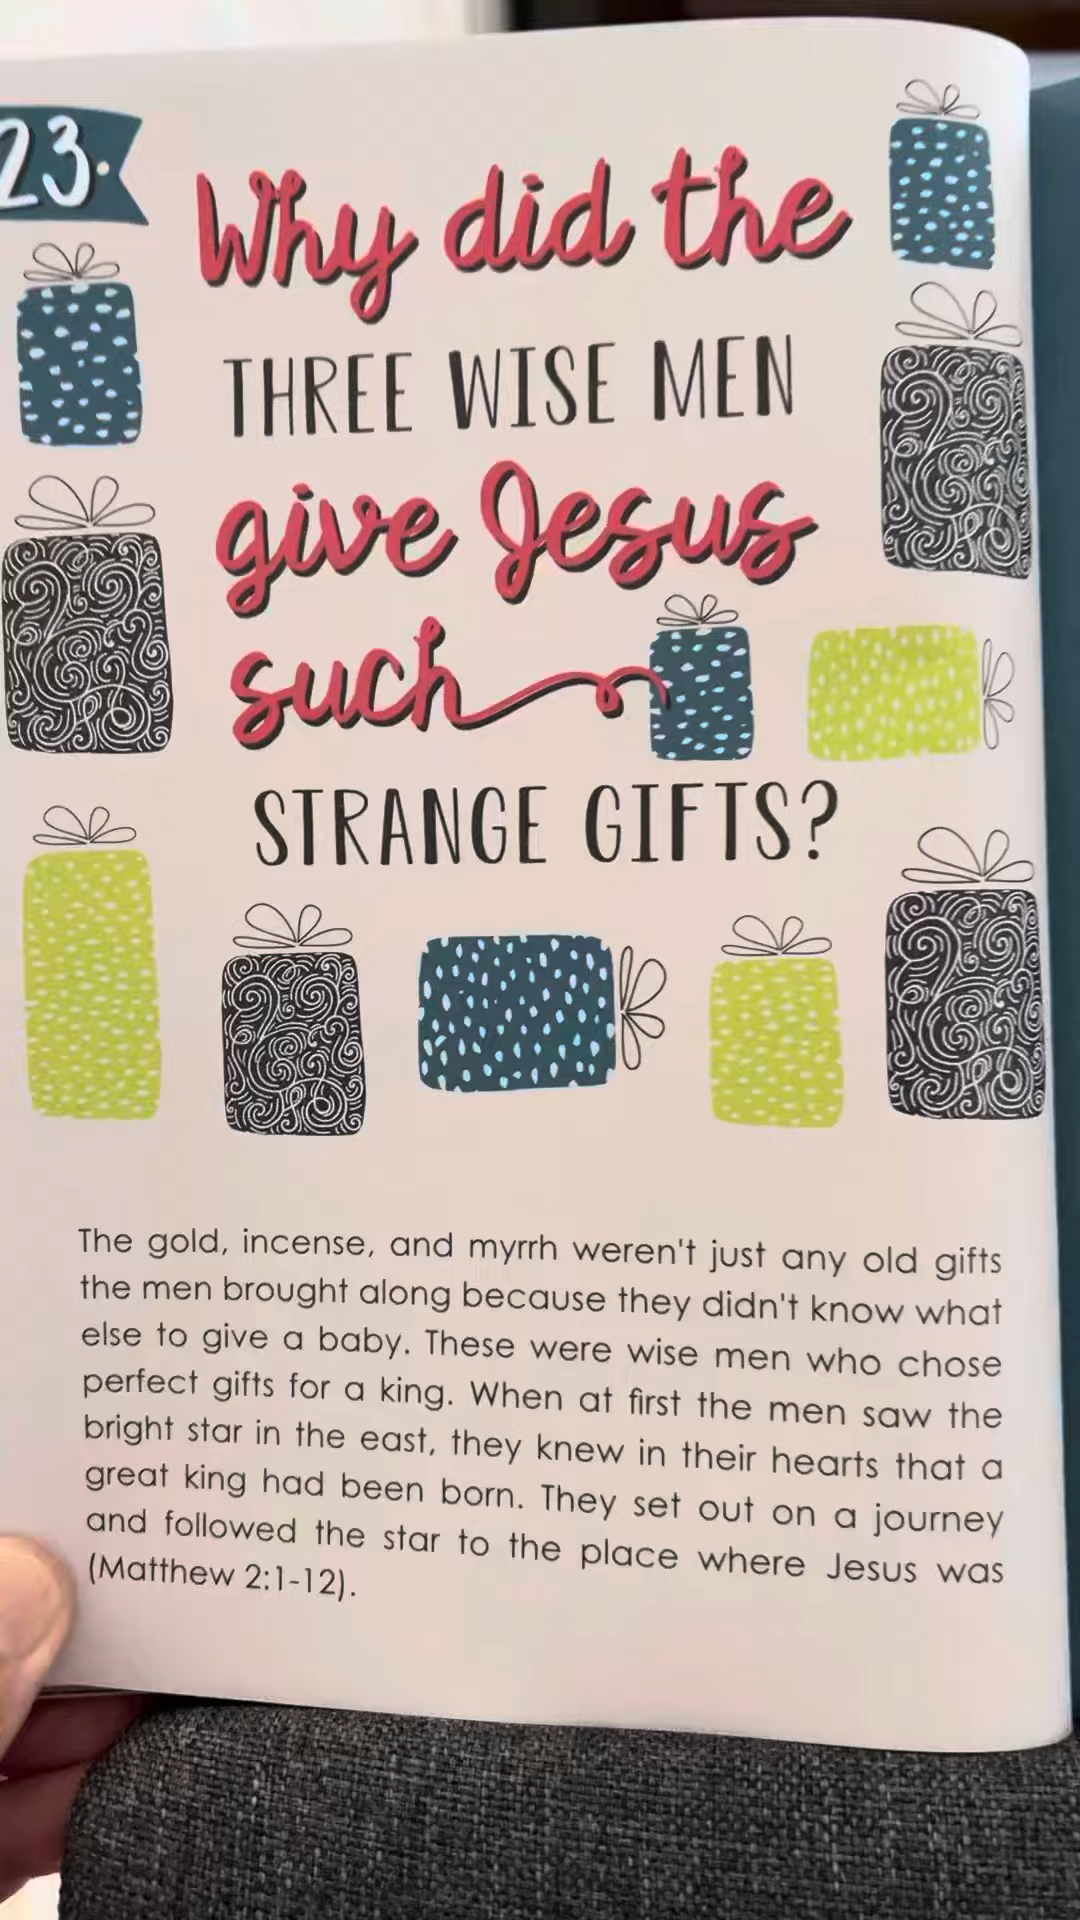 23.
Why did the
THREE WISE MEN
give Jesus
such
STRANGE GIFTS?
The gold, incense, and myrrh weren't just any old gifts
the men brought along because they didn't know what
else to give a baby. These were wise men who chose
perfect gifts for a king. When at first the men saw the
bright star in the east, they knew in their hearts that a
great king had been born. They set out on a journey
and followed the star to the place where Jesus was
(Matthew 2:1-12).